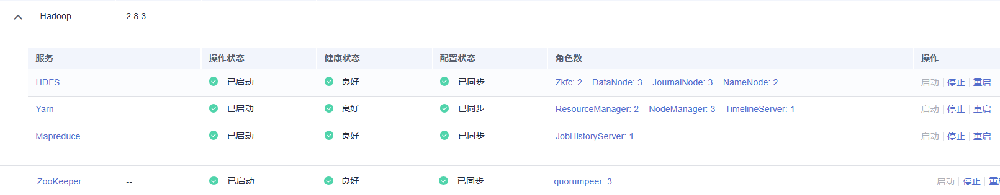 Hadoop 2.8.3
服务 操作状态 健康状态 配置状态 角色数 操作
HDFS 已启动 良好 已同步 Zkfc: 2 DataNode: 3 JournalNode: 3 NameNode: 2 启动 停止 重启
Yarn 已启动 良好 已同步 ResourceManager: 2 NodeManager: 3 TimelineServer: 1 启动 停止 重启
Mapreduce 已启动 良好 已同步 JobHistoryServer: 1 启动 停止 重启
ZooKeeper -- 已启动 良好 已同步 quorumpeer: 3 启动 停止 重